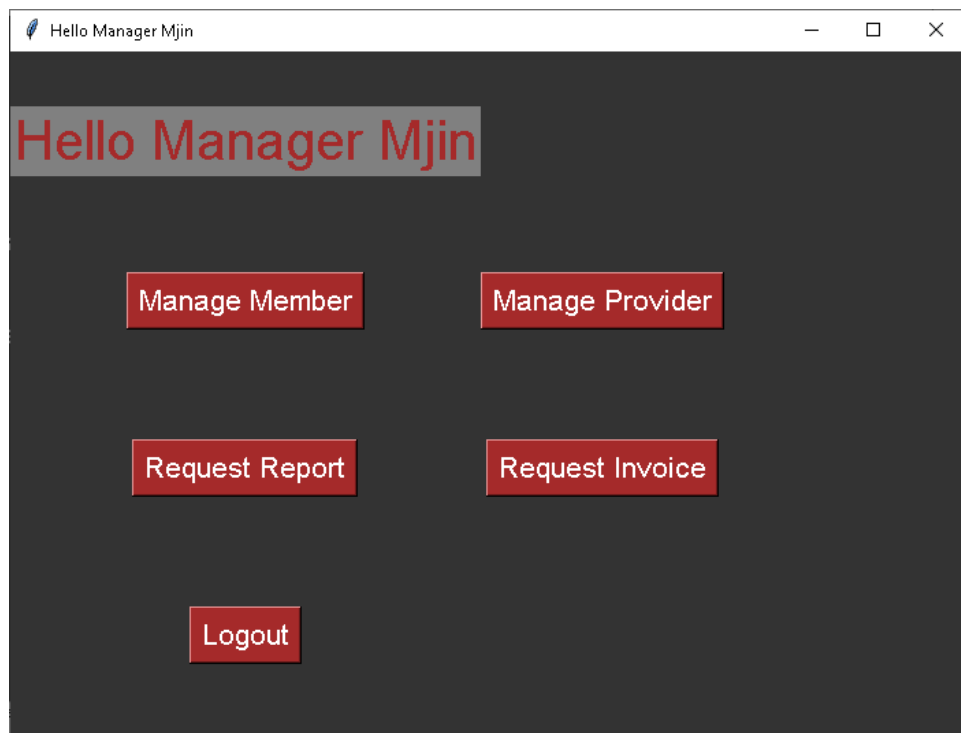 Hello Manager Mjin
Hello Manager Mjin
Manage Member
Manage Provider
Request Report
Request Invoice
Logout